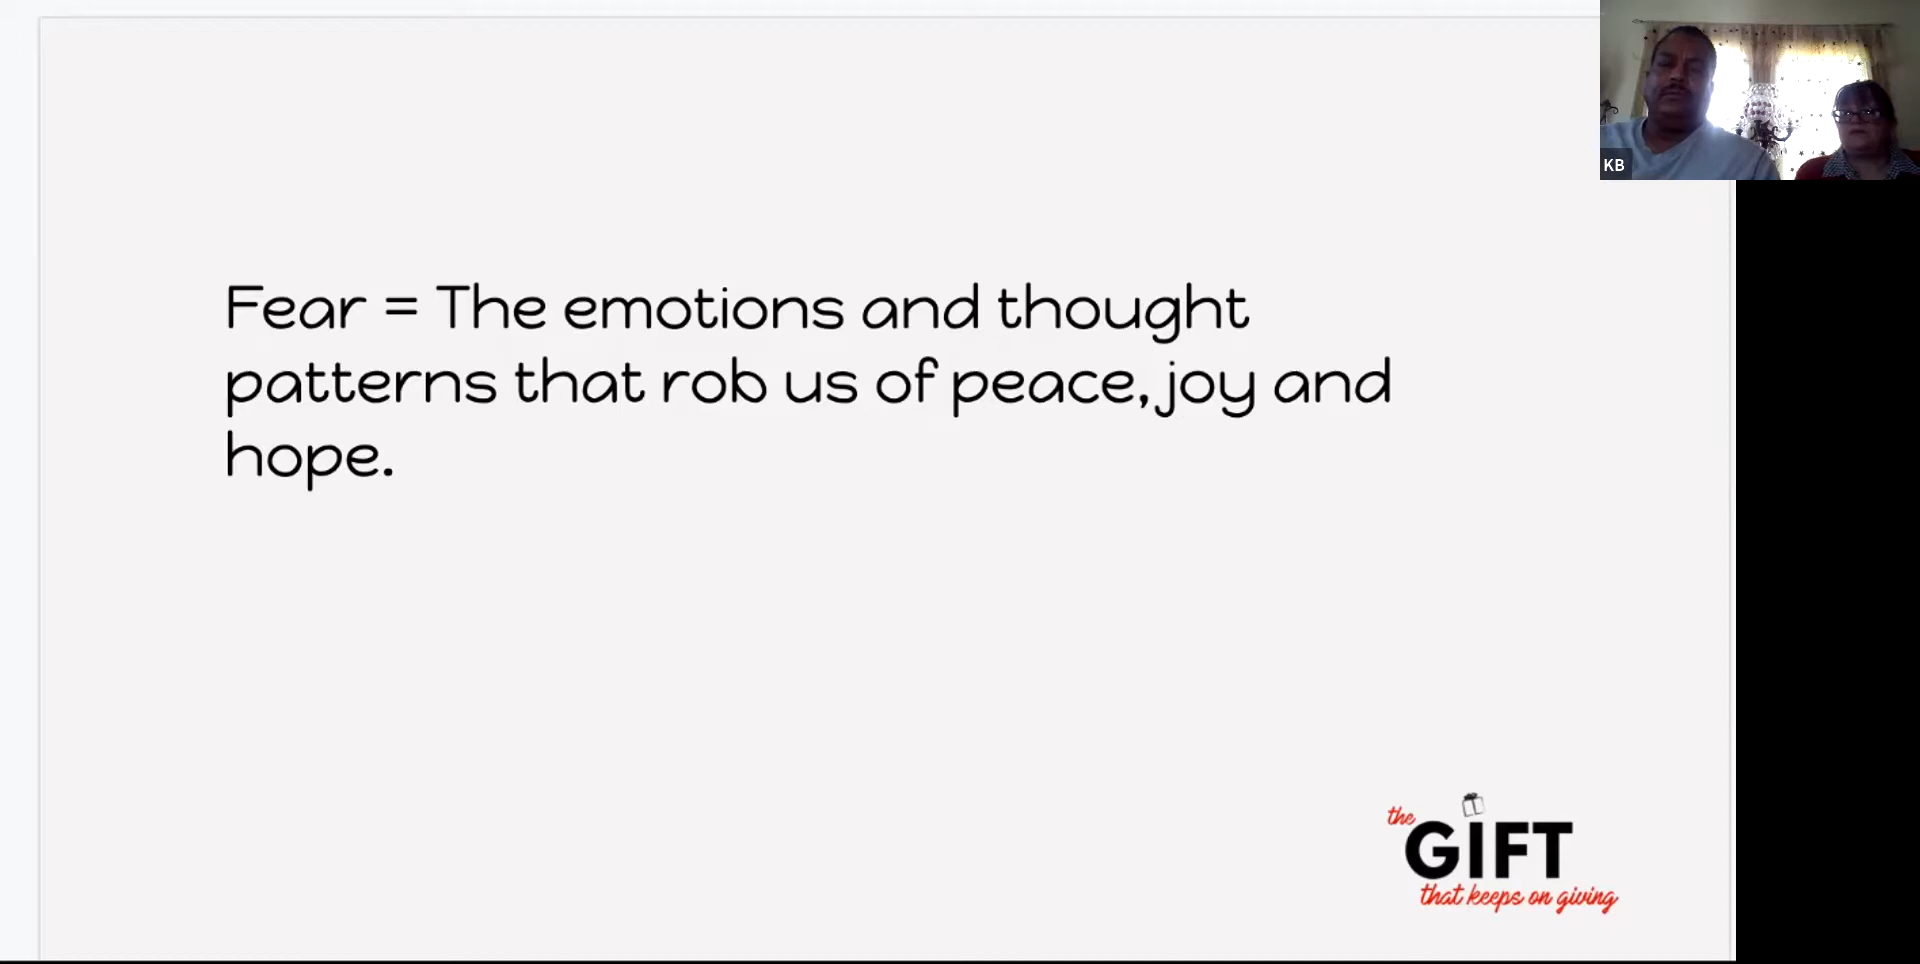 KB
Fear = The emotions and thought
patterns that rob us of peace, joy and
hope.
the
GIFT
that keeps on giving